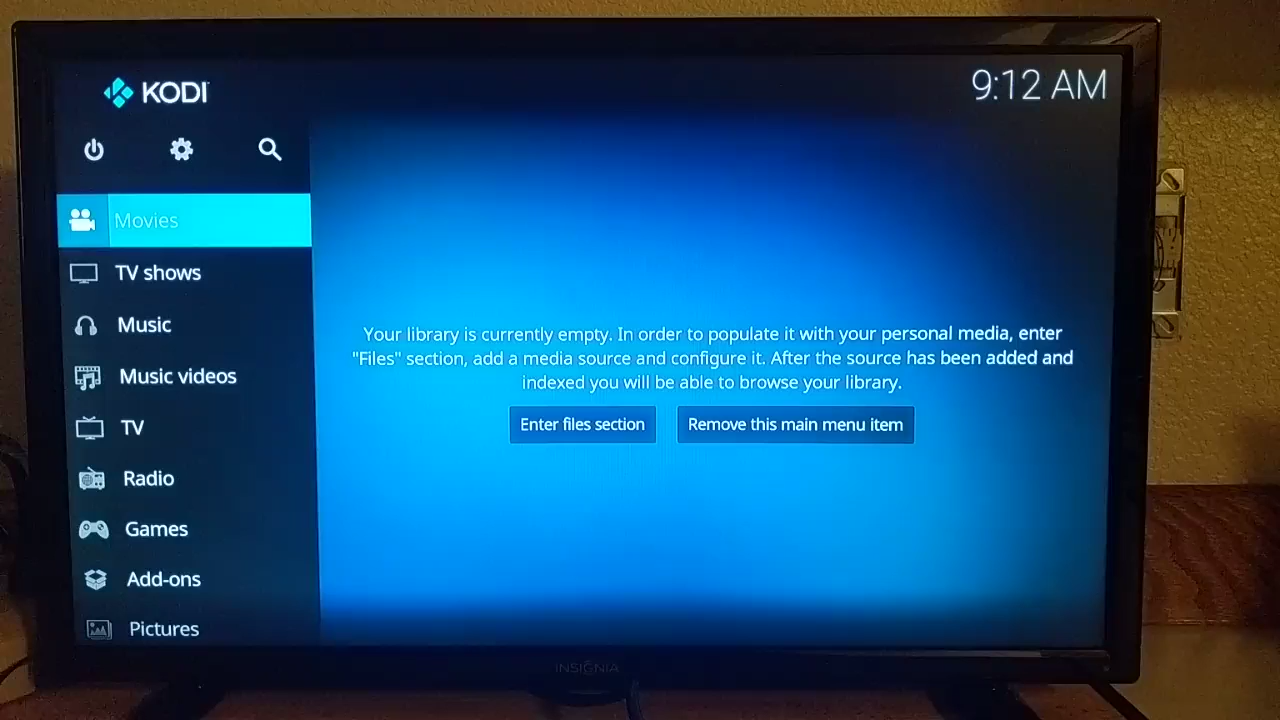 KODI
9:12 AM
Movies
TV shows
Music
Music videos
TV
Radio
Games
Add-ons
Pictures
Your library is currently empty. In order to populate it with your personal media, enter
"Files" section, add a media source and configure it. After the source has been added and
indexed you will be able to browse your library.
Enter files section
Remove this main menu item
INSIGNIA